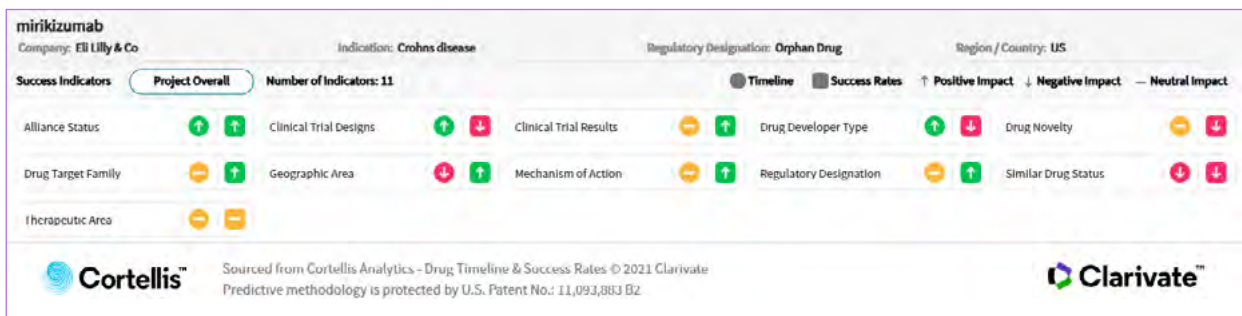 mirikizumab
Company: Eli Lilly & Co Indication: Crohns disease Regulatory Designation: Orphan Drug Region / Country: US
Success Indicators Project Overall Number of Indicators: 11 Timeline Success Rates ↑ Positive Impact ↓ Negative Impact — Neutral Impact
Alliance Status Clinical Trial Designs Clinical Trial Results Drug Developer Type Drug Novelty
Drug Target Family Geographic Area Mechanism of Action Regulatory Designation Similar Drug Status
Therapeutic Area
Cortellis™ Sourced from Cortellis Analytics - Drug Timeline & Success Rates © 2021 Clarivate Clarivate™
Predictive methodology is protected by U.S. Patent No.: 11,093,883 B2